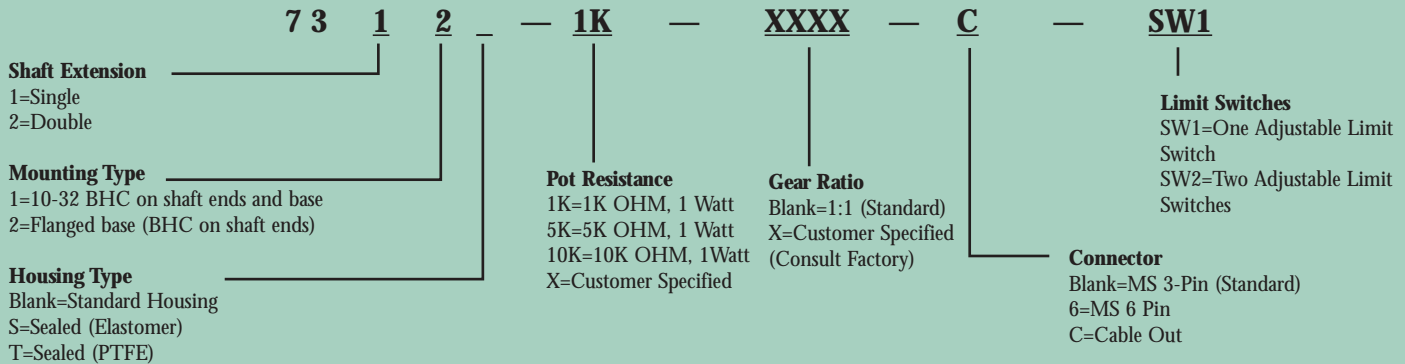 7 3 1 2 _ — 1K — XXXX — C — SW1
Shaft Extension
1=Single
2=Double
Mounting Type
1=10-32 BHC on shaft ends and base
2=Flanged base (BHC on shaft ends)
Housing Type
Blank=Standard Housing
S=Sealed (Elastomer)
T=Sealed (PTFE)
Pot Resistance
1K=1K OHM, 1 Watt
5K=5K OHM, 1 Watt
10K=10K OHM, 1Watt
X=Customer Specified
Gear Ratio
Blank=1:1 (Standard)
X=Customer Specified
(Consult Factory)
Connector
Blank=MS 3-Pin (Standard)
6=MS 6 Pin
C=Cable Out
Limit Switches
SW1=One Adjustable Limit
Switch
SW2=Two Adjustable Limit
Switches